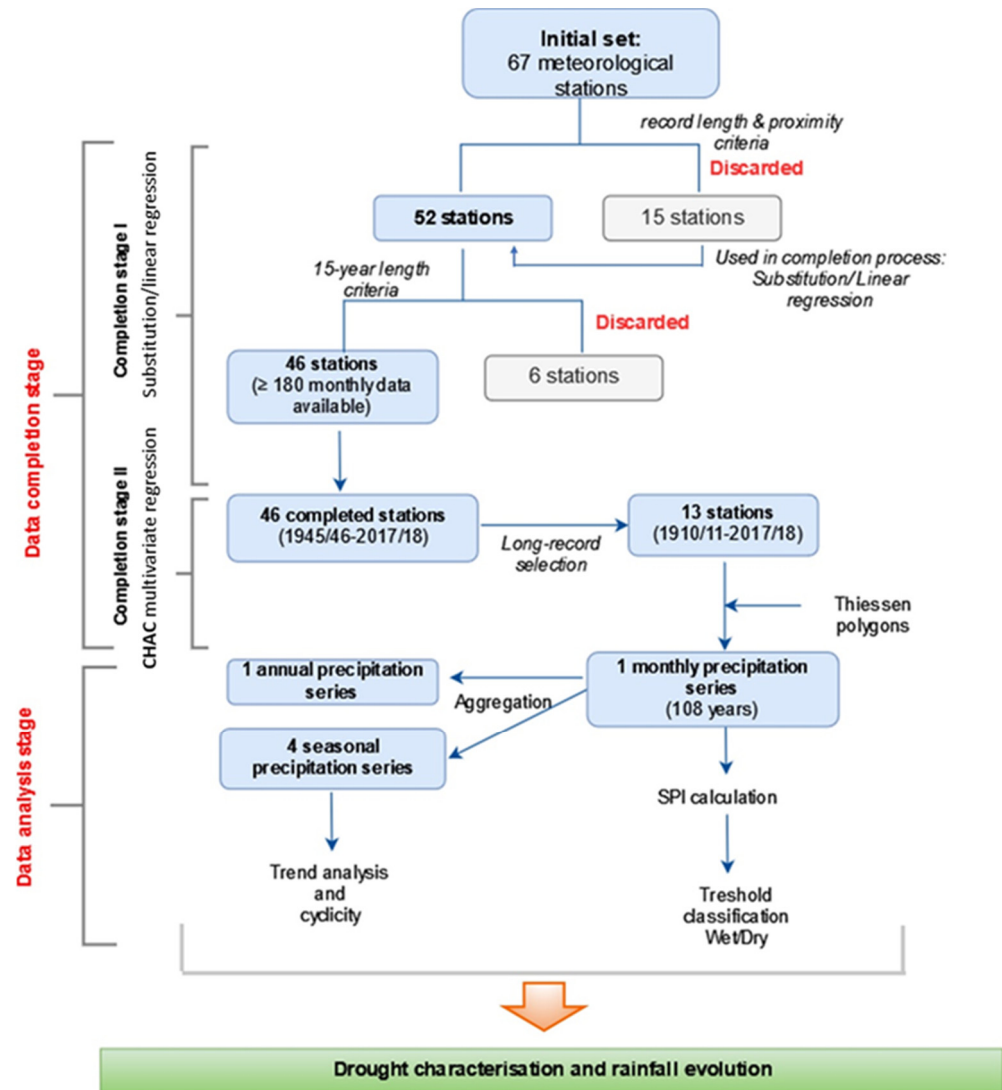 Initial set:
67 meteorological
stations
record length & proximity
criteria
Discarded
52 stations
15 stations
15-year length
criteria
Used in completion process:
Substitution/Linear
regression
Discarded
46 stations
(≥ 180 monthly data
available)
6 stations
Data completion stage
Completion stage I
Substitution/linear regression
Completion stage II
CHAC multivariate regression
46 completed stations
(1945/46-2017/18)
Long-record
selection
13 stations
(1910/11-2017/18)
Thiessen
polygons
Data analysis stage
1 annual precipitation
series
Aggregation
1 monthly precipitation
series
(108 years)
4 seasonal
precipitation series
SPI calculation
Trend analysis
and
cyclicity
Treshold
classification
Wet/Dry
Drought characterisation and rainfall evolution